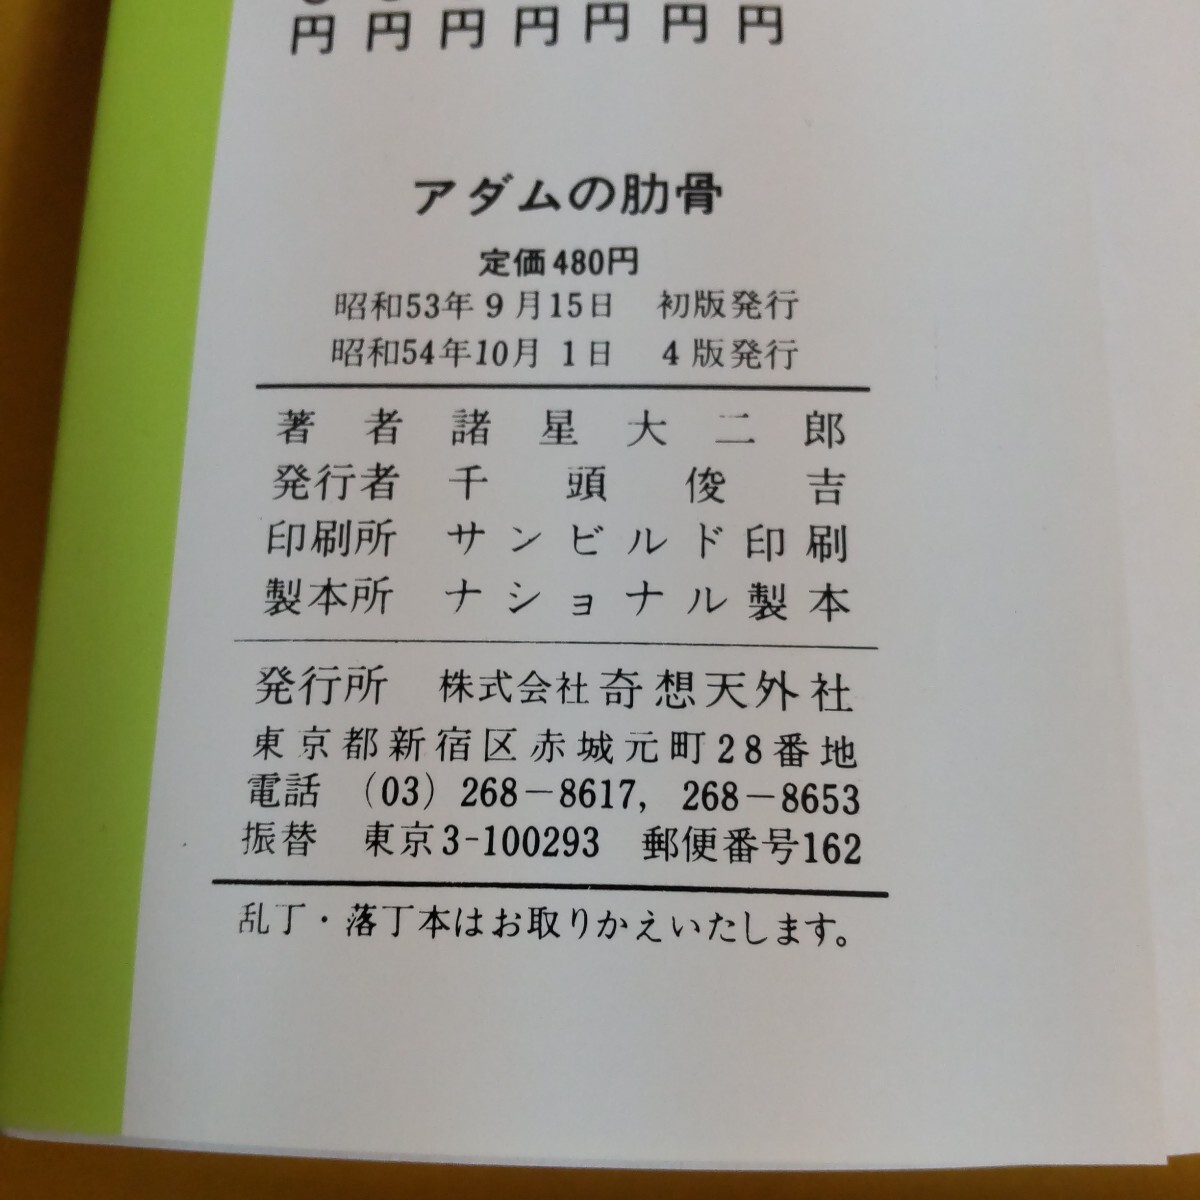 円 円 円 円 円 円 円
アダムの肋骨
定価480円
昭和53年9月15日 初版発行
昭和54年10月1日 4版発行
著者 諸星大二郎
発行者 千頭俊吉
印刷所 サンビルド印刷
製本所 ナショナル製本
発行所 株式会社奇想天外社
東京都新宿区赤城元町28番地
電話 (03) 268-8617, 268-8653
振替 東京3-100293 郵便番号162
乱丁・落丁本はお取りかえいたします。